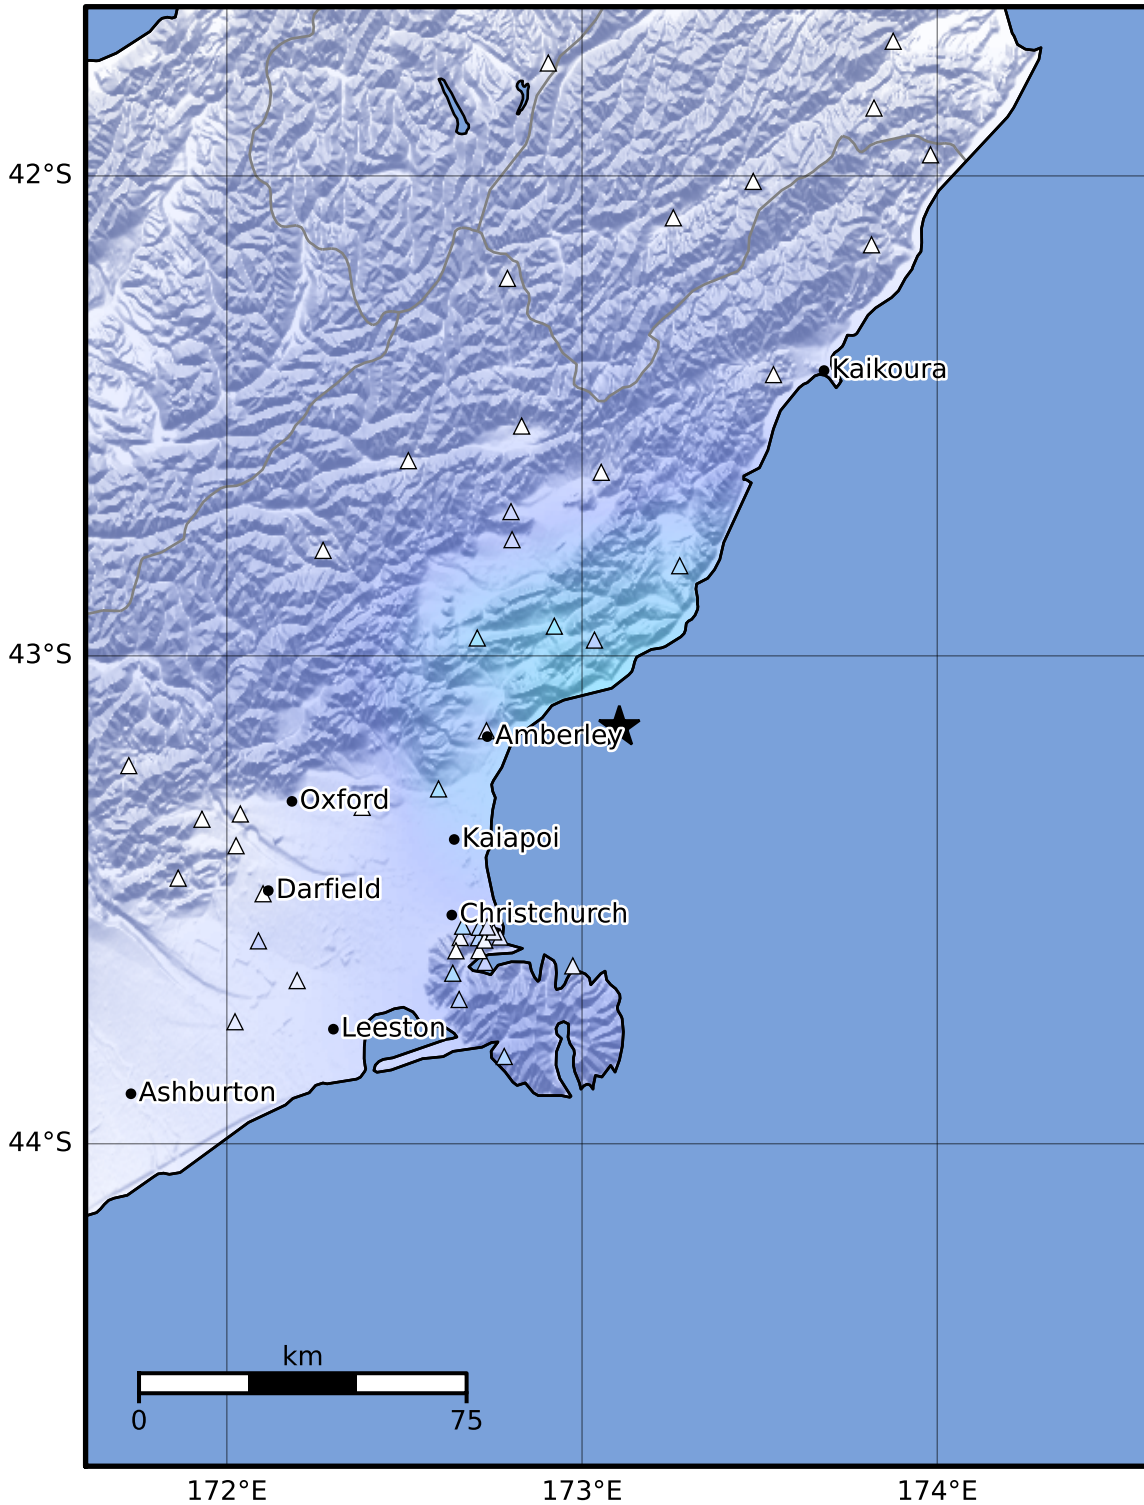 42°S
Kaikoura
43°S
Amberley
Oxford
Kaiapoi
Darfield
Christchurch
Leeston
Ashburton
44°S
km
0 75
172°E 173°E 174°E